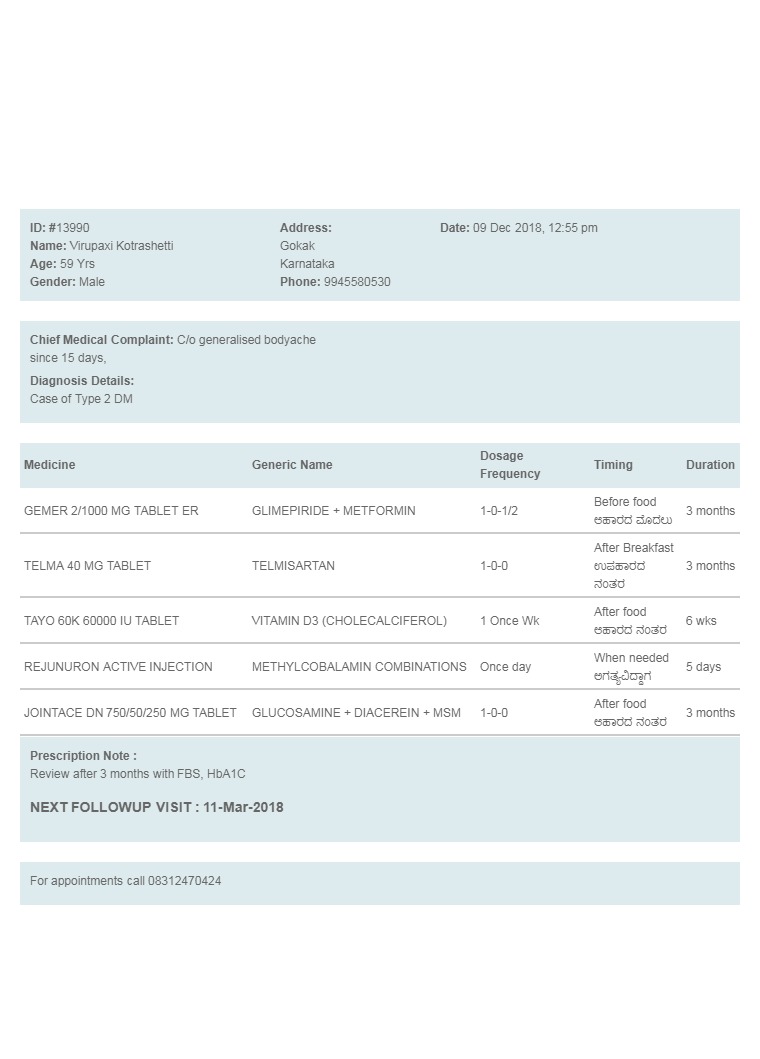 ID: #13990
Name: Virupaxi Kotrashetti
Age: 59 Yrs
Gender: Male
Address:
Gokak
Karnataka
Phone: 9945580530
Date: 09 Dec 2018, 12:55 pm
Chief Medical Complaint: C/o generalised bodyache
since 15 days,
Diagnosis Details:
Case of Type 2 DM
Medicine Generic Name Dosage Frequency Timing Duration
GEMER 2/1000 MG TABLET ER GLIMEPIRIDE + METFORMIN 1-0-1/2 Before food 3 months
ಆಹಾರದ ಮೊದಲು
TELMA 40 MG TABLET TELMISARTAN 1-0-0 After Breakfast 3 months
ಉಪಹಾರದ
ನಂತರ
TAYO 60K 60000 IU TABLET VITAMIN D3 (CHOLECALCIFEROL) 1 Once Wk After food 6 wks
ಆಹಾರದ ನಂತರ
REJUNURON ACTIVE INJECTION METHYLCOBALAMIN COMBINATIONS Once day When needed 5 days
ಅಗತ್ಯವಿದ್ದಾಗ
JOINTACE DN 750/50/250 MG TABLET GLUCOSAMINE + DIACEREIN + MSM 1-0-0 After food 3 months
ಆಹಾರದ ನಂತರ
Prescription Note :
Review after 3 months with FBS, HbA1C
NEXT FOLLOWUP VISIT : 11-Mar-2018
For appointments call 08312470424